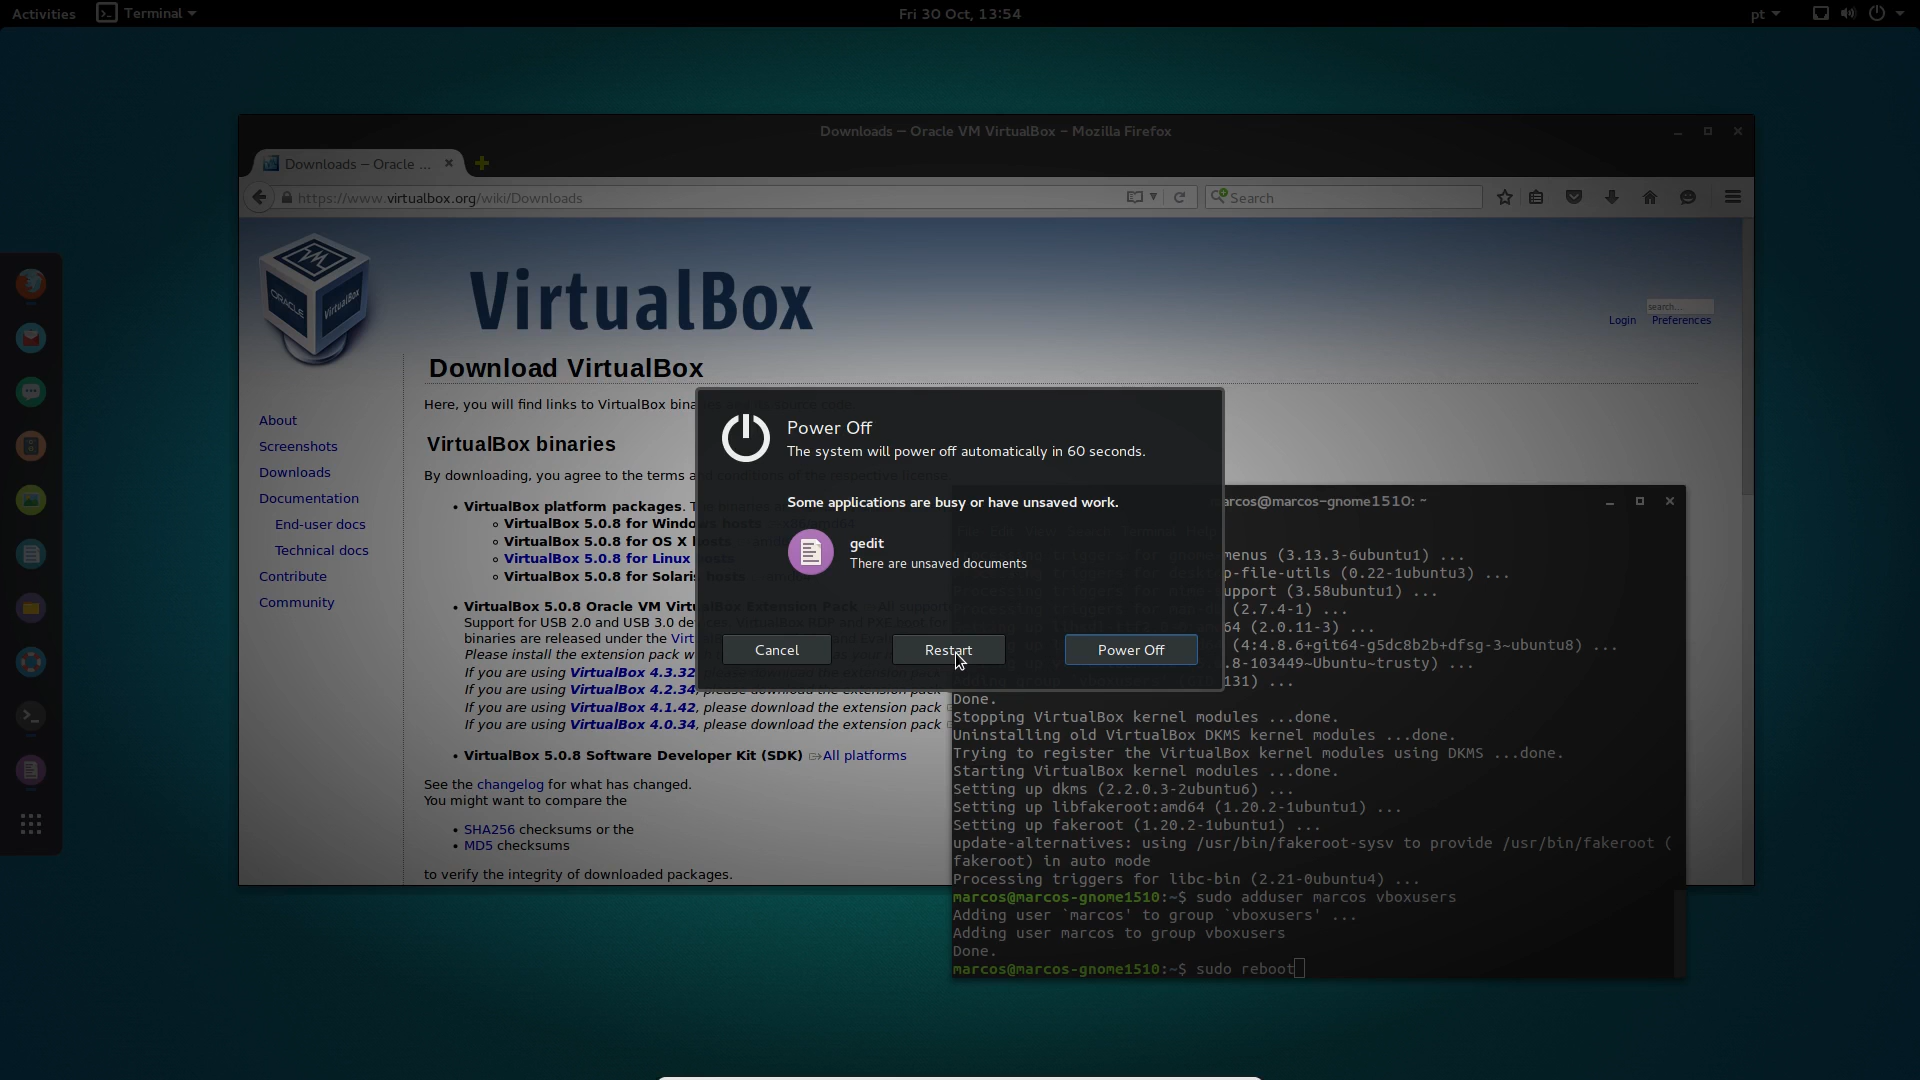 Activities
Terminal
Fri 30 Oct, 13:54
pt
Downloads — Oracle VM VirtualBox - Mozilla Firefox
Downloads — Oracle ...
https://www.virtualbox.org/wiki/Downloads
Search
ORACLE
VirtualBox
VirtualBox
search...
Login
Preferences
About
Screenshots
Downloads
Documentation
End-user docs
Technical docs
Contribute
Community
Download VirtualBox
Here, you will find links to VirtualBox
VirtualBox binaries
By downloading, you agree to the terms and conditions of the respective license.
• VirtualBox platform packages.
VirtualBox 5.0.8 for Windows hosts
VirtualBox 5.0.8 for OS X hosts
VirtualBox 5.0.8 for Linux hosts
VirtualBox 5.0.8 for Solaris hosts
• VirtualBox 5.0.8 Oracle VM VirtualBox Extension Pack
Support for USB 2.0 and USB 3.0
binaries are released under the
Please install the extension pack
If you are using VirtualBox 4.3.32, please download the extension pack
If you are using VirtualBox 4.2.34, please download the extension pack
If you are using VirtualBox 4.1.42, please download the extension pack
If you are using VirtualBox 4.0.34, please download the extension pack
• VirtualBox 5.0.8 Software Developer Kit (SDK) All platforms
See the changelog for what has changed.
You might want to compare the
• SHA256 checksums or the
• MD5 checksums
to verify the integrity of downloaded packages.
Power Off
The system will power off automatically in 60 seconds.
Some applications are busy or have unsaved work.
gedit
There are unsaved documents
Cancel
Restart
Power Off
marcos@marcos-gnome1510: ~
menus (3.13.3-6ubuntu1) ...
p-file-utils (0.22-1ubuntu3) ...
upport (3.58ubuntu1) ...
(2.7.4-1) ...
64 (2.0.11-3) ...
(4:4.8.6+git64-g5dc8b2b+dfsg-3~ubuntu8) ...
.8-103449~Ubuntu~trusty) ...
131) ...
Done.
Stopping VirtualBox kernel modules ...done.
Uninstalling old VirtualBox DKMS kernel modules ...done.
Trying to register the VirtualBox kernel modules using DKMS ...done.
Starting VirtualBox kernel modules ...done.
Setting up dkms (2.2.0.3-2ubuntu6) ...
Setting up libfakeroot:amd64 (1.20.2-1ubuntu1) ...
Setting up fakeroot (1.20.2-1ubuntu1) ...
update-alternatives: using /usr/bin/fakeroot-sysv to provide /usr/bin/fakeroot (
fakeroot) in auto mode
Processing triggers for libc-bin (2.21-0ubuntu4) ...
marcos@marcos-gnome1510:~$ sudo adduser marcos vboxusers
Adding user `marcos' to group `vboxusers' ...
Adding user marcos to group vboxusers
Done.
marcos@marcos-gnome1510:~$ sudo reboot